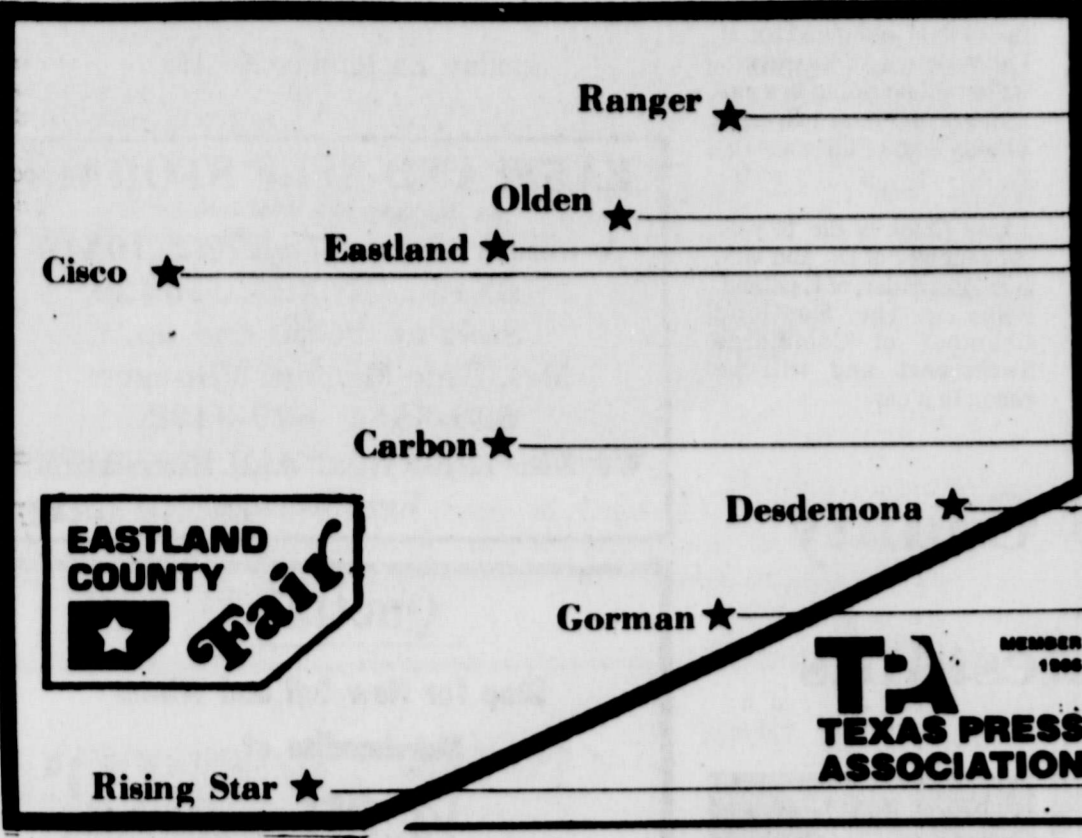 Ranger
Olden
Eastland
Cisco
Carbon
Desdemona
EASTLAND
COUNTY
Fair
Gorman
TPA
MEMBER
TEXAS PRESS
ASSOCIATION
Rising Star